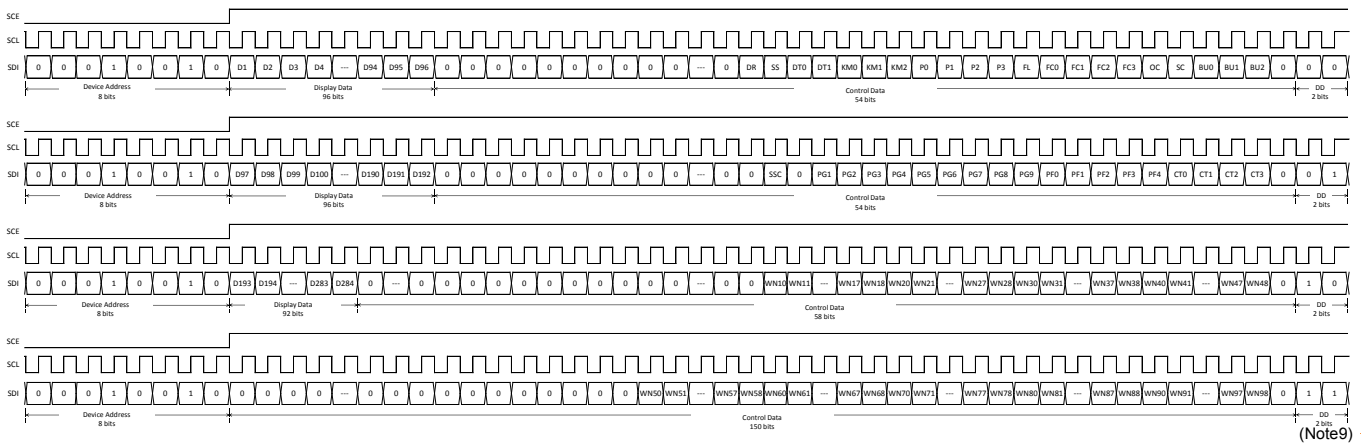 SCE
SCL
SDI 0 0 0 1 0 0 1 0 D1 D2 D3 D4 --- D94 D95 D96 0 0 0 0 0 0 0 0 0 0 --- 0 DR SS DT0 DT1 KM0 KM1 KM2 P0 P1 P2 P3 FL FC0 FC1 FC2 FC3 OC SC BU0 BU1 BU2 0 0 0
Device Address Display Data Control Data DD
8 bits 96 bits 54 bits 2 bits
SCE
SCL
SDI 0 0 0 1 0 0 1 0 D97 D98 D99 D100 --- D190 D191 D192 0 0 0 0 0 0 0 0 0 0 --- 0 0 SSC 0 PG1 PG2 PG3 PG4 PG5 PG6 PG7 PG8 PG9 PF0 PF1 PF2 PF3 PF4 CT0 CT1 CT2 CT3 0 0 1
Device Address Display Data Control Data DD
8 bits 96 bits 54 bits 2 bits
SCE
SCL
SDI 0 0 0 1 0 0 1 0 D193 D194 --- D283 D284 0 --- 0 0 0 0 0 0 0 0 0 0 0 --- 0 0 WN10 WN11 --- WN17 WN18 WN20 WN21 --- WN27 WN28 WN30 WN31 --- WN37 WN38 WN40 WN41 --- WN47 WN48 0 1 0
Device Address Display Data Control Data DD
8 bits 92 bits 58 bits 2 bits
SCE
SCL
SDI 0 0 0 1 0 0 1 0 0 0 0 0 --- 0 0 0 0 0 0 0 0 0 0 0 WN50 WN51 --- WN57 WN58 WN60 WN61 --- WN67 WN68 WN70 WN71 --- WN77 WN78 WN80 WN81 --- WN87 WN88 WN90 WN91 --- WN97 WN98 0 1 1
Device Address Control Data DD
8 bits 150 bits 2 bits
(Note9)